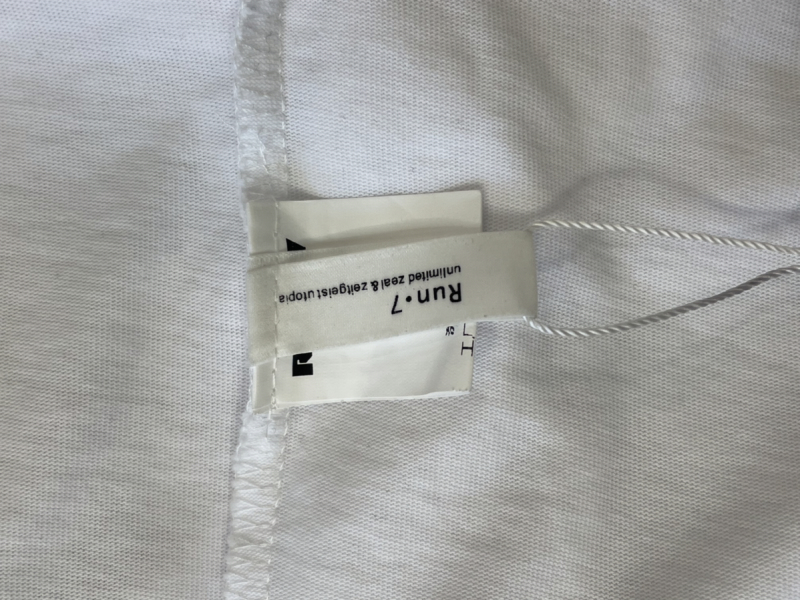 Run•7
unlimited zeal & zeitgeist utopia